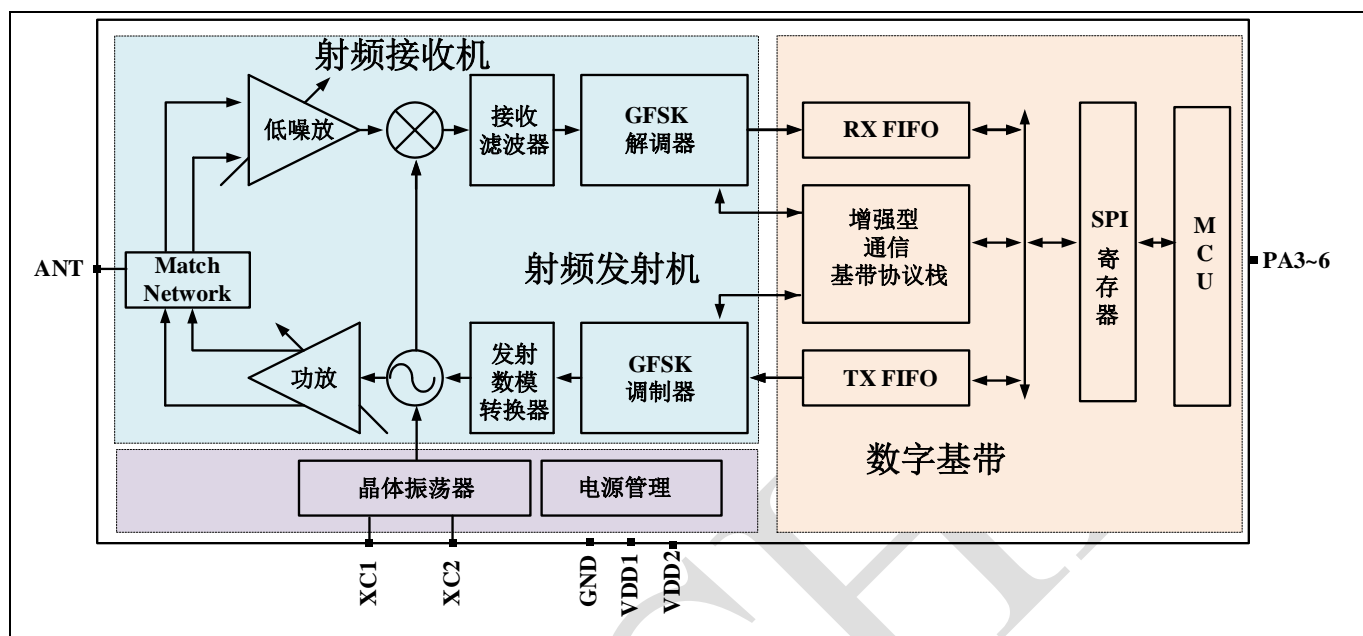 射频接收机
低噪放
接收
滤波器
GFSK
解调器
RX FIFO
增强型
通信
基带协议栈
SPI
寄
存
器
M
C
U
ANT
Match
Network
射频发射机
PA3~6
功放
发射
数模
转换器
GFSK
调制器
TX FIFO
数字基带
晶体振荡器
电源管理
XC1
XC2
GND
VDD1
VDD2